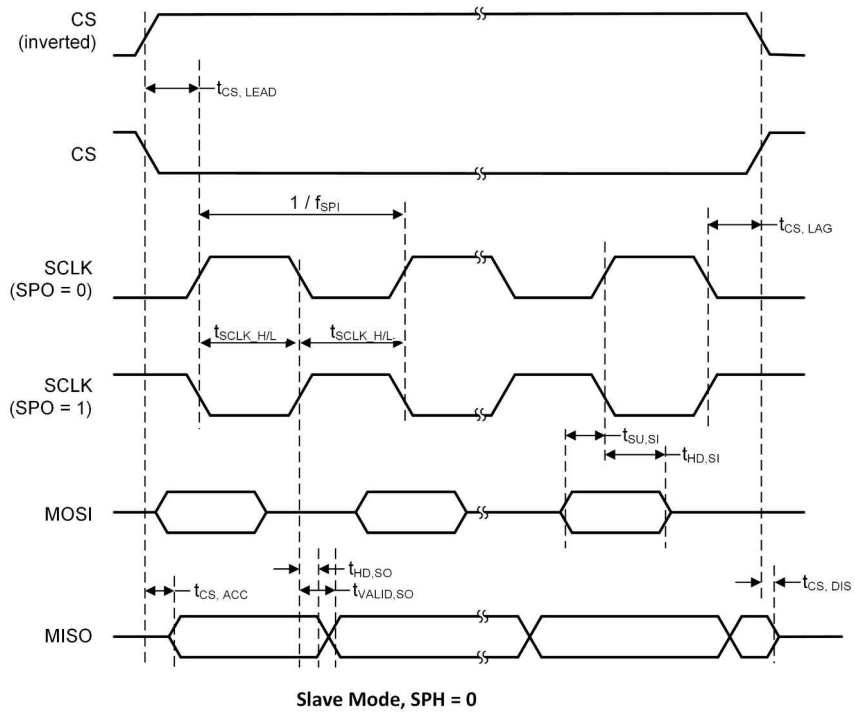 CS
(inverted)
tCS, LEAD
CS
1 / fSPI
tCS, LAG
SCLK
(SPO = 0)
tSCLK_H/L
tSCLK_H/L
SCLK
(SPO = 1)
tSU,SI
tHD,SI
MOSI
tHD,SO
tCS, ACC
tVALID,SO
tCS, DIS
MISO
Slave Mode, SPH = 0